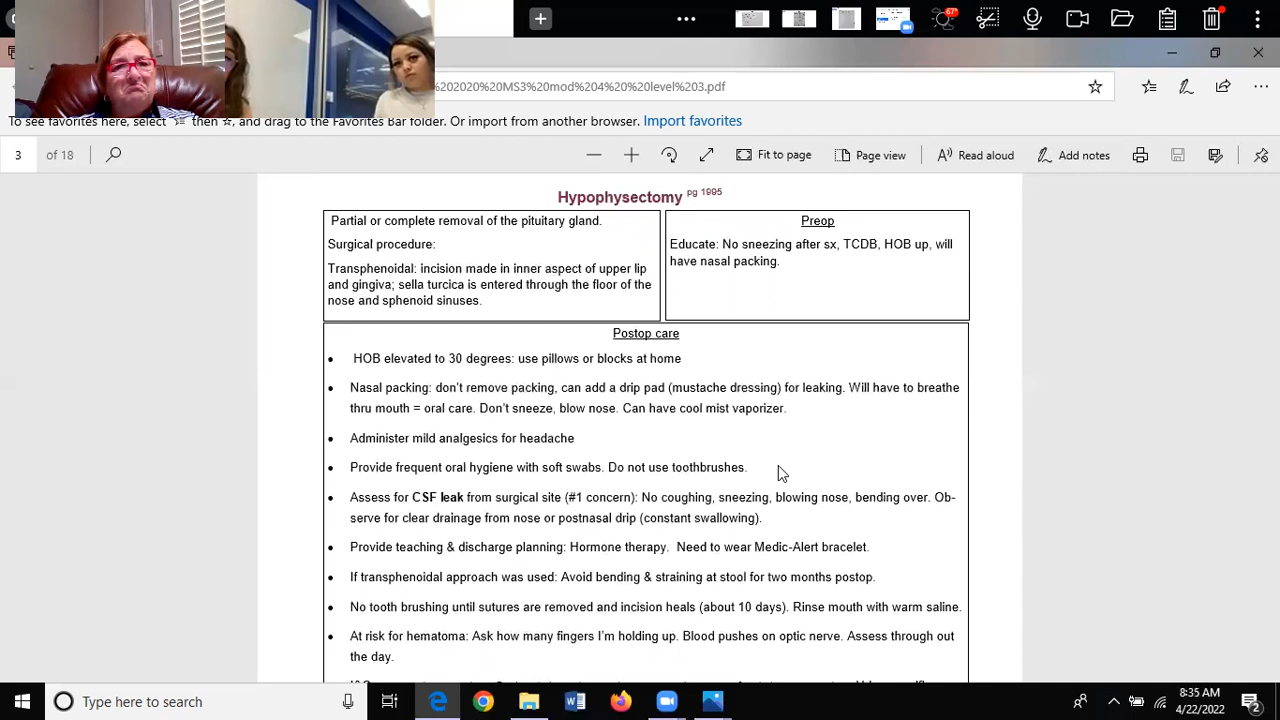 67°
%202020%20MS3%20mod%204%20%20level%203.pdf
To see favorites here, select then , and drag to the Favorites Bar folder. Or import from another browser. Import favorites
3 of 18 Fit to page Page view Read aloud Add notes
Hypophysectomy pg 1995
Partial or complete removal of the pituitary gland.
Surgical procedure:
Transphenoidal: incision made in inner aspect of upper lip
and gingiva; sella turcica is entered through the floor of the
nose and sphenoid sinuses.
Preop
Educate: No sneezing after sx, TCDB, HOB up, will
have nasal packing.
Postop care
• HOB elevated to 30 degrees: use pillows or blocks at home
• Nasal packing: don't remove packing, can add a drip pad (mustache dressing) for leaking. Will have to breathe
thru mouth = oral care. Don't sneeze, blow nose. Can have cool mist vaporizer.
• Administer mild analgesics for headache
• Provide frequent oral hygiene with soft swabs. Do not use toothbrushes.
• Assess for CSF leak from surgical site (#1 concern): No coughing, sneezing, blowing nose, bending over. Ob-
serve for clear drainage from nose or postnasal drip (constant swallowing).
• Provide teaching & discharge planning: Hormone therapy. Need to wear Medic-Alert bracelet.
• If transphenoidal approach was used: Avoid bending & straining at stool for two months postop.
• No tooth brushing until sutures are removed and incision heals (about 10 days). Rinse mouth with warm saline.
• At risk for hematoma: Ask how many fingers I'm holding up. Blood pushes on optic nerve. Assess through out
the day.
Type here to search
8:35 AM
4/22/2022
2